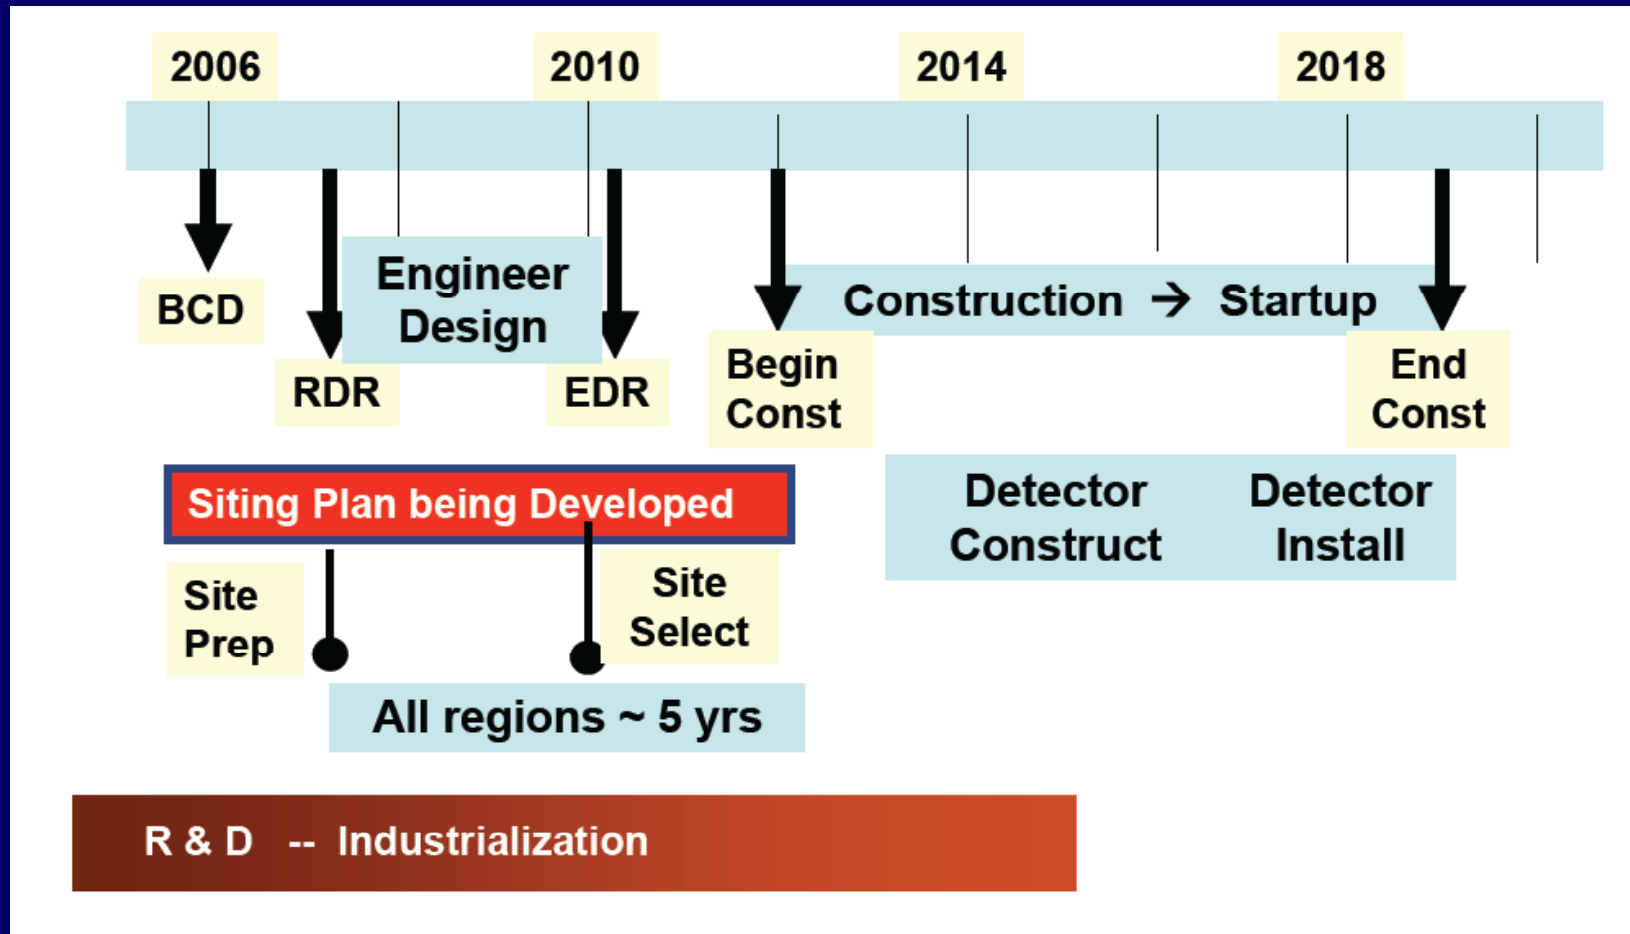 2006
2010
2014
2018
BCD
Engineer
Design
RDR
EDR
Construction → Startup
Begin
Const
End
Const
Siting Plan being Developed
Detector
Construct
Detector
Install
Site
Prep
Site
Select
All regions ~ 5 yrs
R & D -- Industrialization